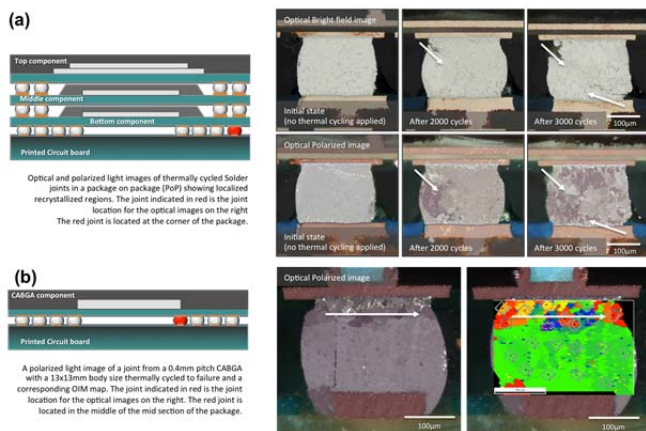 (a)
Top component
Middle component
Bottom component
Printed Circuit board
Optical and polarized light images of thermally cycled Solder
joints in a package on package (PoP) showing localized
recrystallized regions. The joint indicated in red is the joint
location for the optical images on the right
The red joint is located at the corner of the package.
Optical Bright field image
Initial state
(no thermal cycling applied)
After 2000 cycles
After 3000 cycles
100μm
Optical Polarized image
Initial state
(no thermal cycling applied)
After 2000 cycles
After 3000 cycles
100μm
(b)
CABGA component
Printed Circuit board
A polarized light image of a joint from a 0.4mm pitch CABGA
with a 13x13mm body size thermally cycled to failure and a
corresponding OIM map. The joint indicated in red is the joint
location for the optical images on the right. The red joint is
located in the middle of the mid section of the package.
Optical Polarized image
100μm
100μm